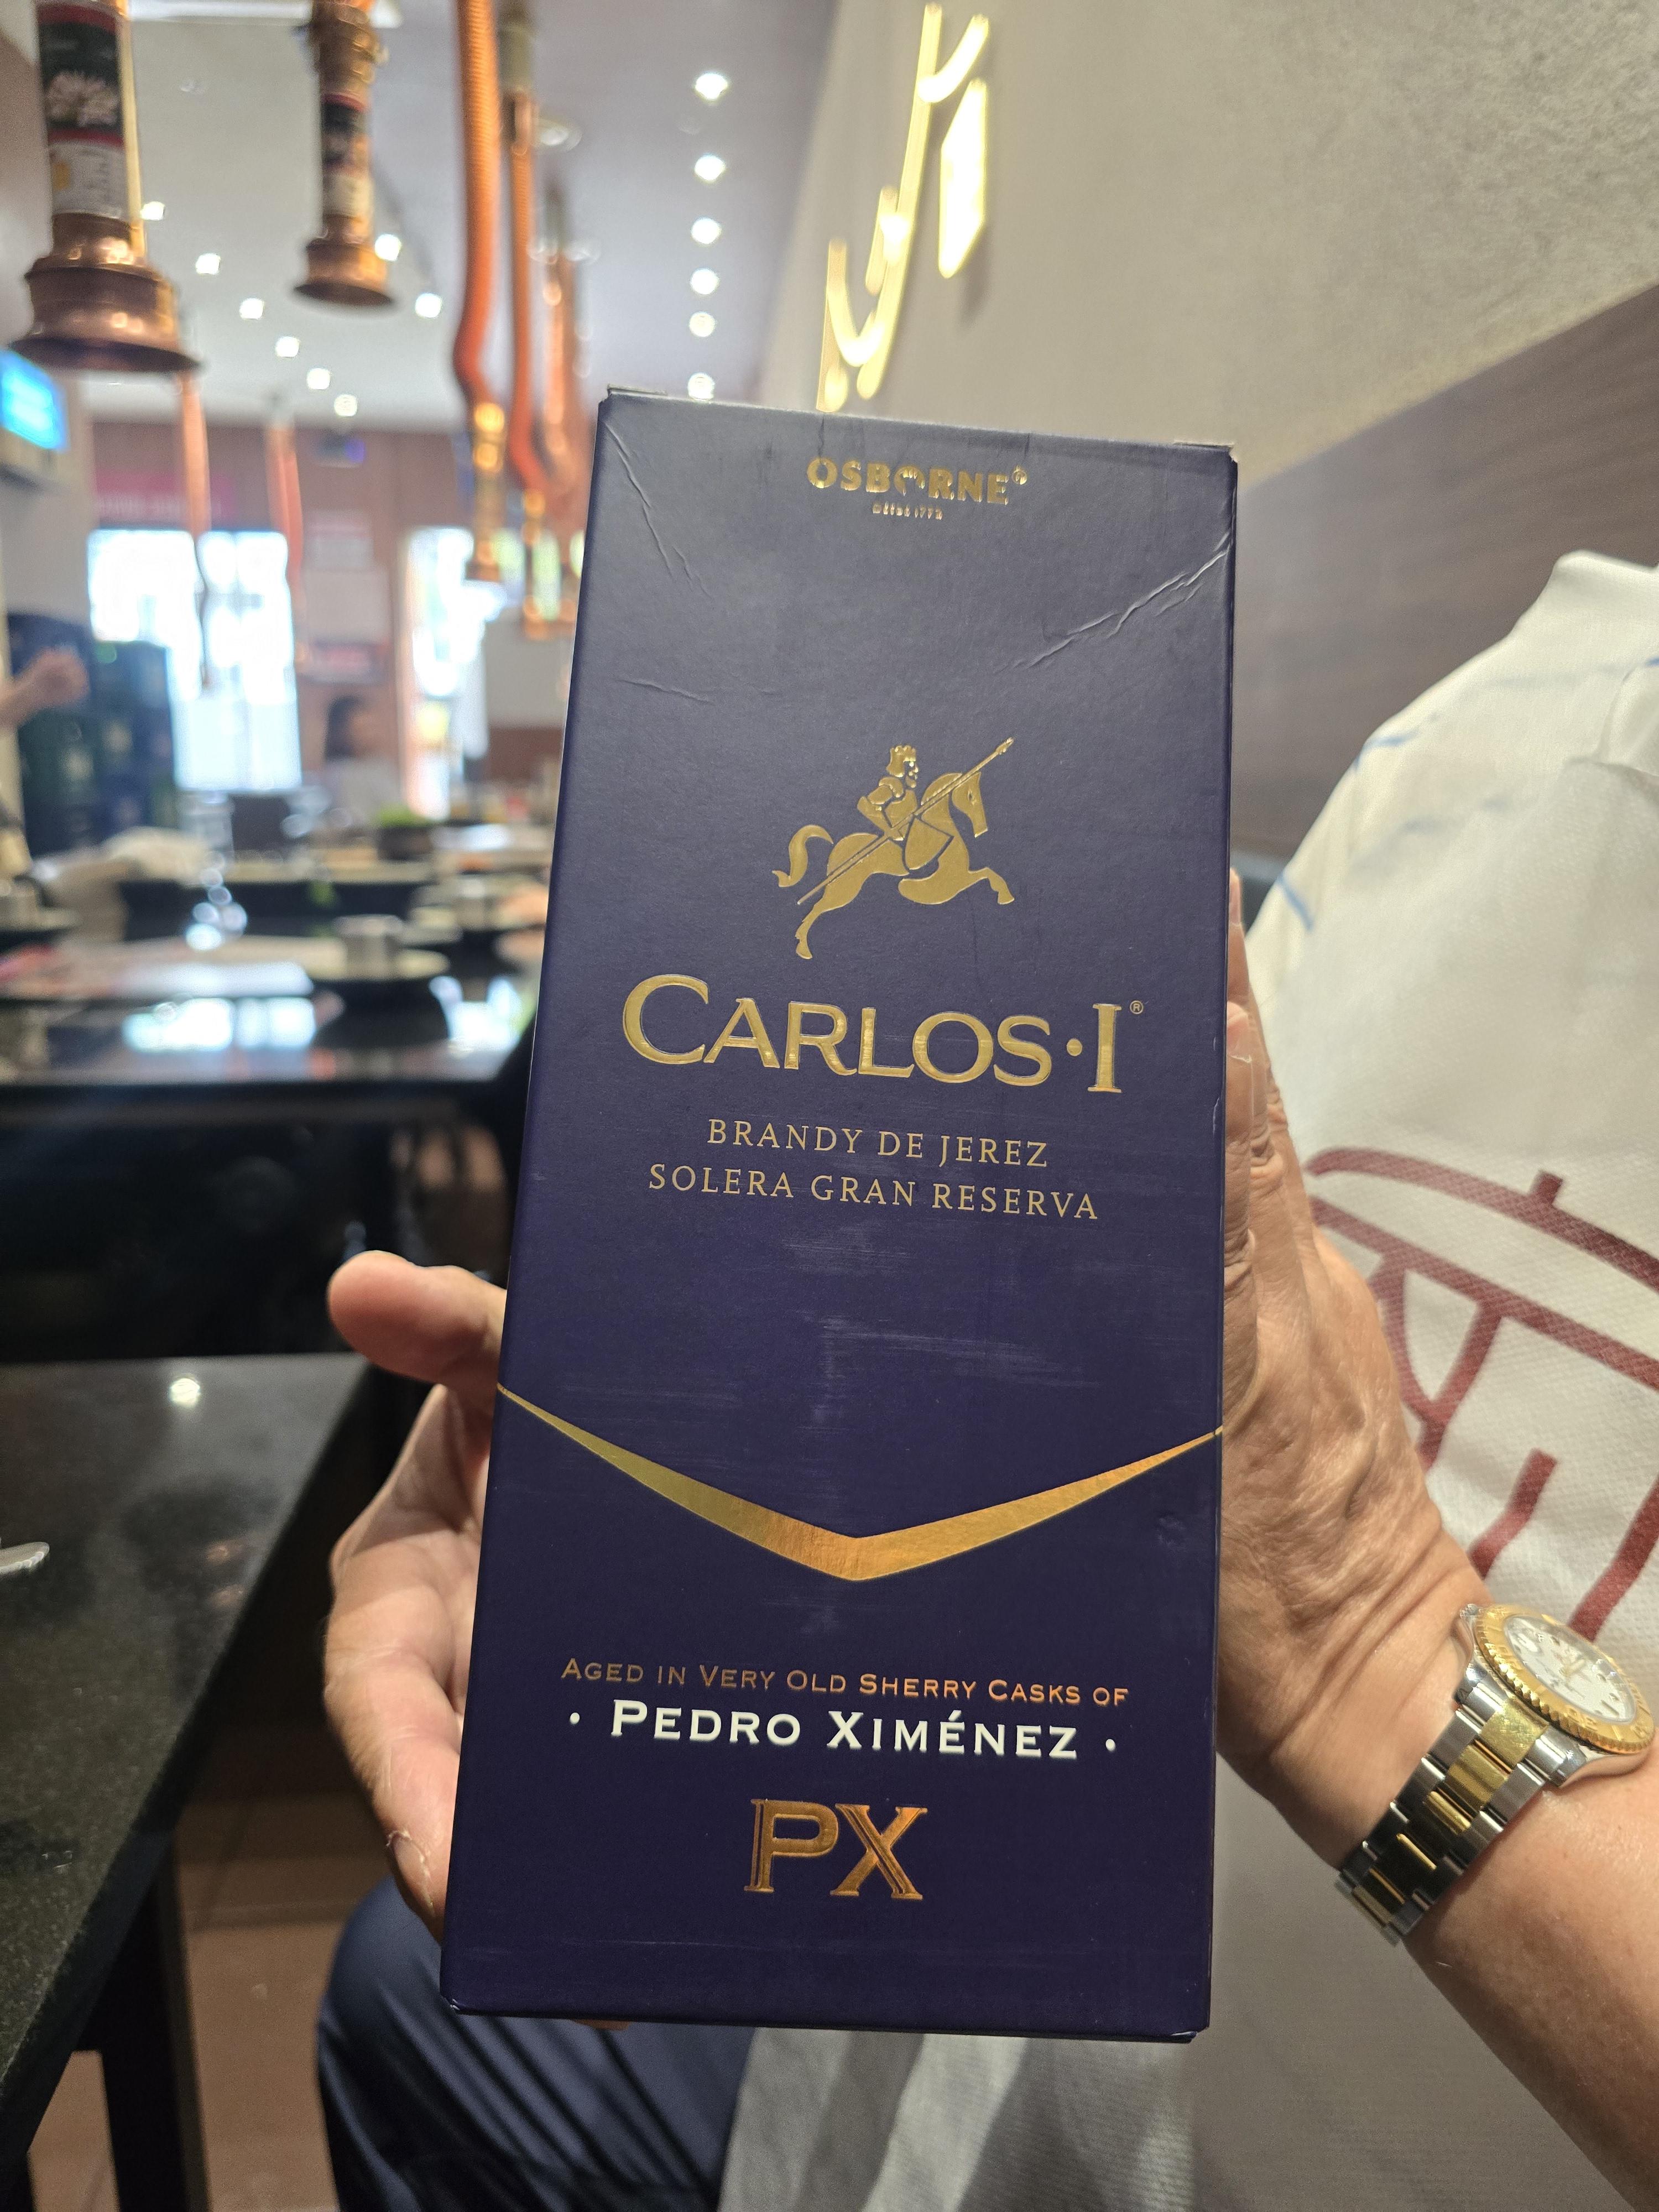 OSBORNE®
CARLOS·I®
BRANDY DE JEREZ
SOLERA GRAN RESERVA
AGED IN VERY OLD SHERRY CASKS OF
· PEDRO XIMÉNEZ ·
PX